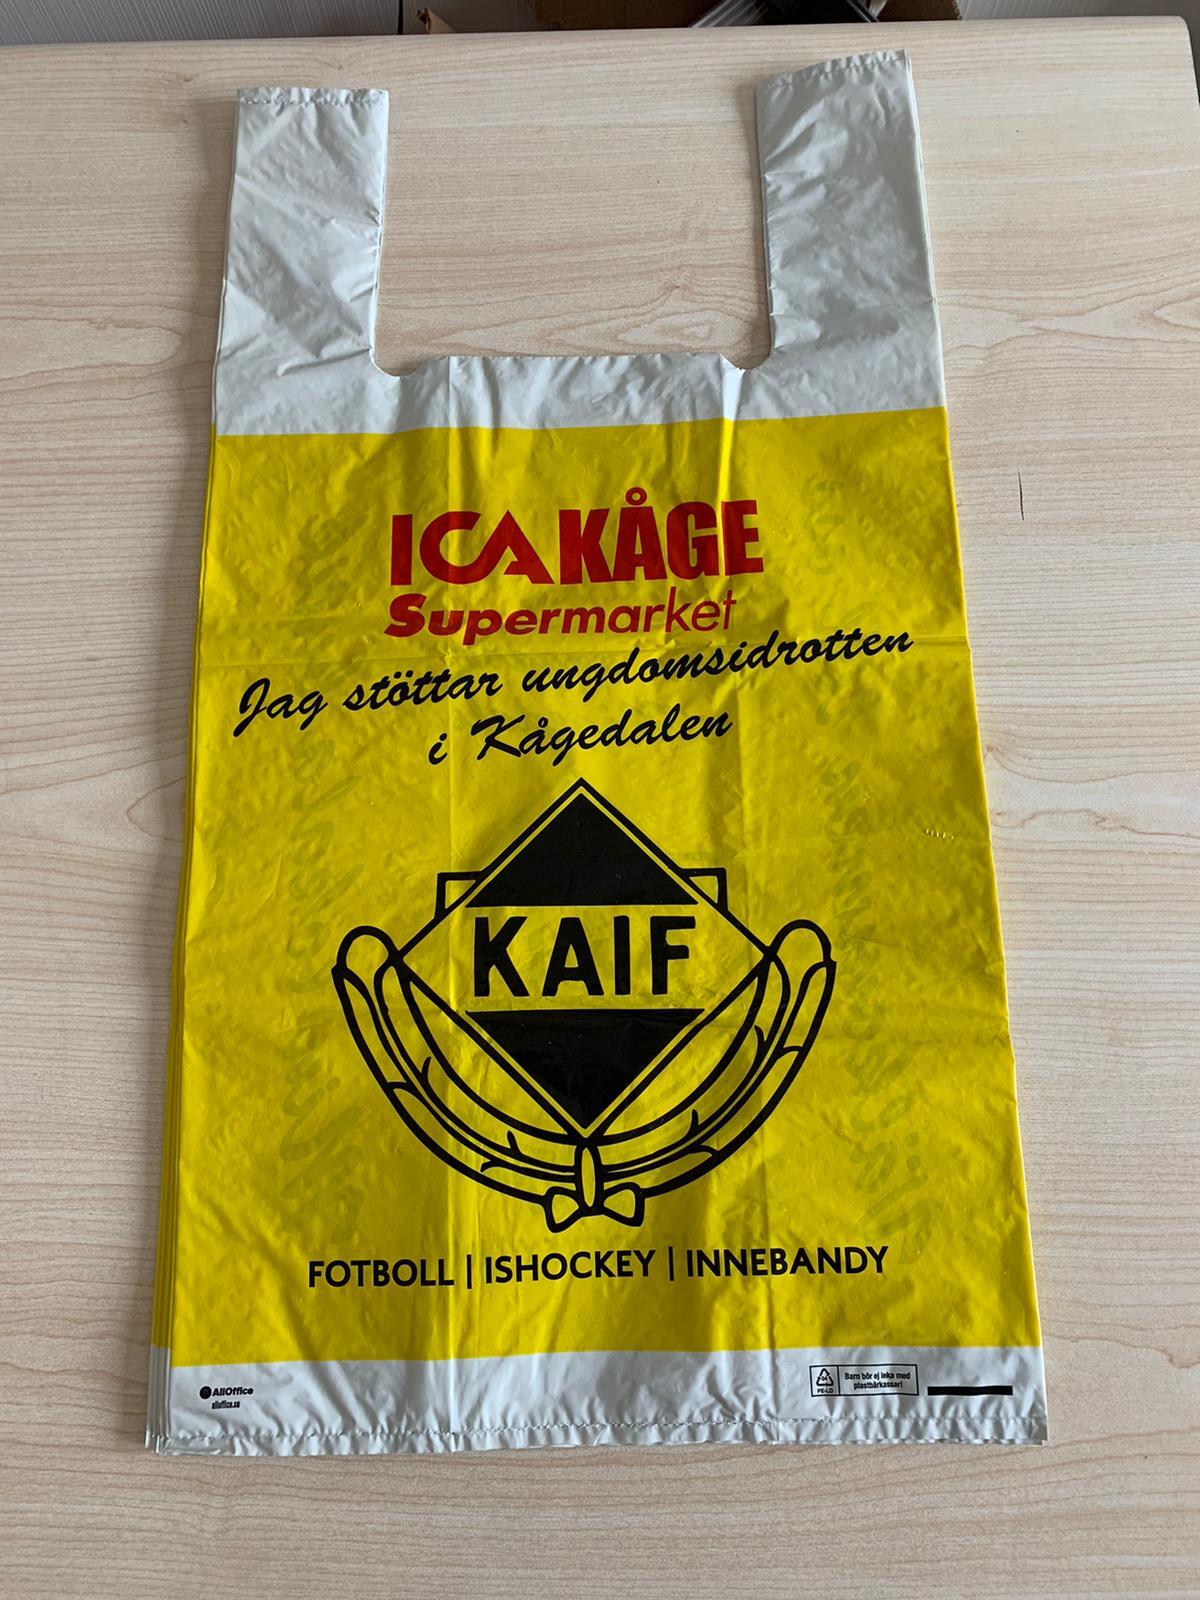 ICA KÅGE
Supermarket
Jag stöttar ungdomsidrotten
i Kågedalen
KAIF
FOTBOLL | ISHOCKEY | INNEBANDY
AllOffice
alloffice.se
04
PE-LD
Barn bör ej leka med
plastbärkassar!